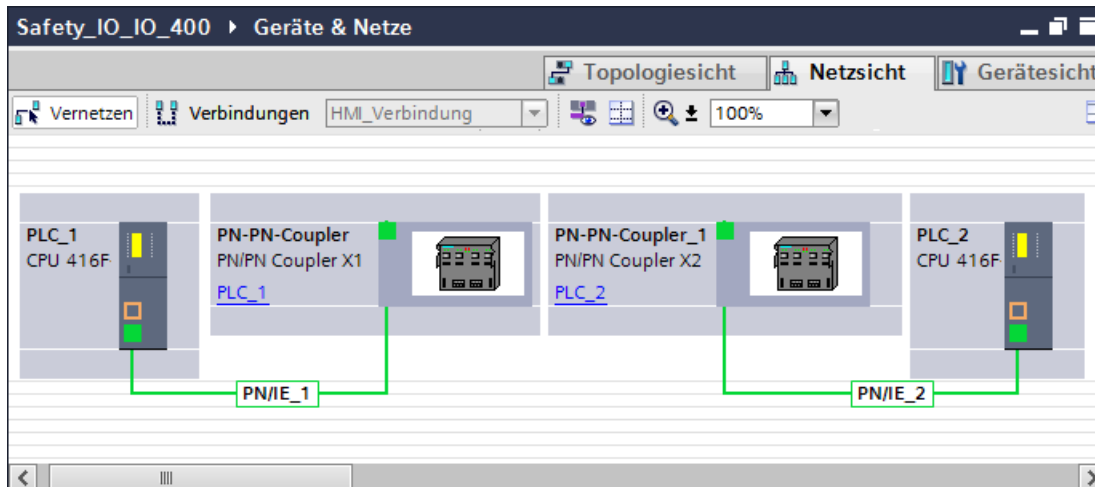 Safety_IO_IO_400 ▸ Geräte & Netze
Topologiesicht Netzsicht Gerätesicht
Vernetzen Verbindungen HMI_Verbindung 100%
PLC_1 PN-PN-Coupler PN-PN-Coupler_1 PLC_2
CPU 416F- PN/PN Coupler X1 PN/PN Coupler X2 CPU 416F-
PLC_1 PLC_2
PN/IE_1 PN/IE_2